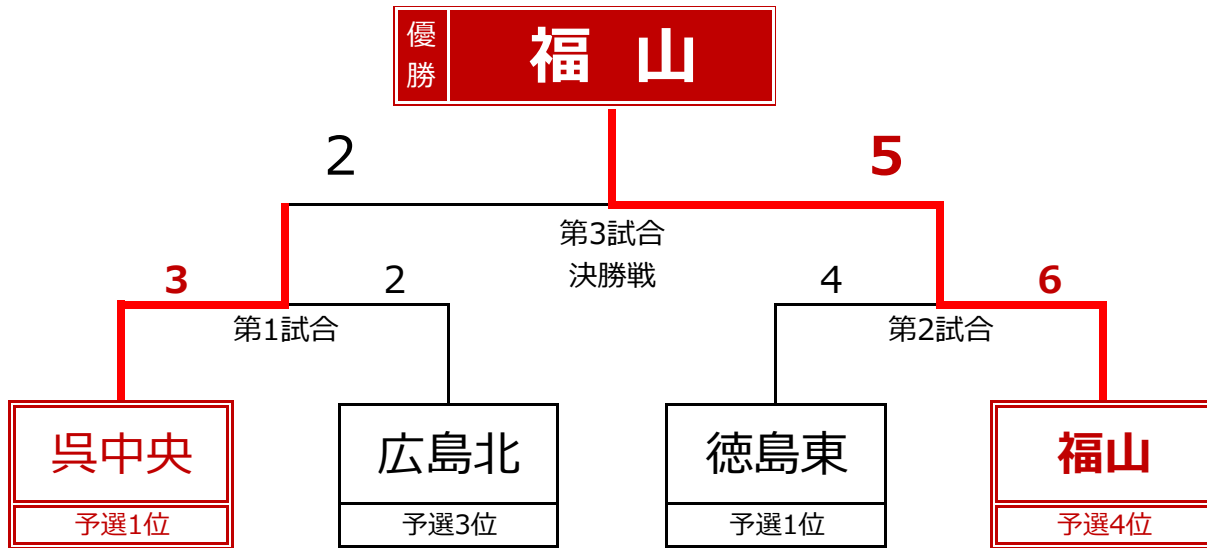 優勝
福 山
2
5
第3試合
決勝戦
3
2
4
6
第1試合
第2試合
呉中央
広島北
徳島東
福山
予選1位
予選3位
予選1位
予選4位